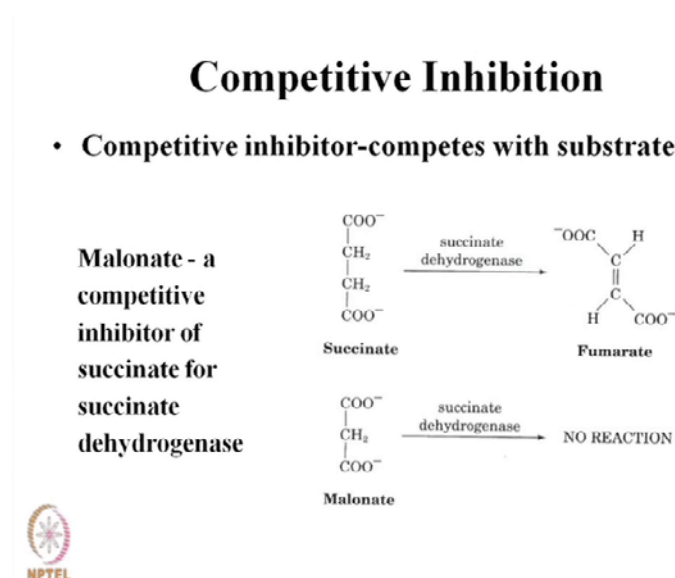 Competitive Inhibition
• Competitive inhibitor-competes with substrate
Malonate - a
competitive
inhibitor of
succinate for
succinate
dehydrogenase
COO⁻
CH₂
CH₂
COO⁻
Succinate
succinate
dehydrogenase
⁻OOC H
C
C
H COO⁻
Fumarate
COO⁻
CH₂
COO⁻
Malonate
succinate
dehydrogenase
NO REACTION
NPTEL